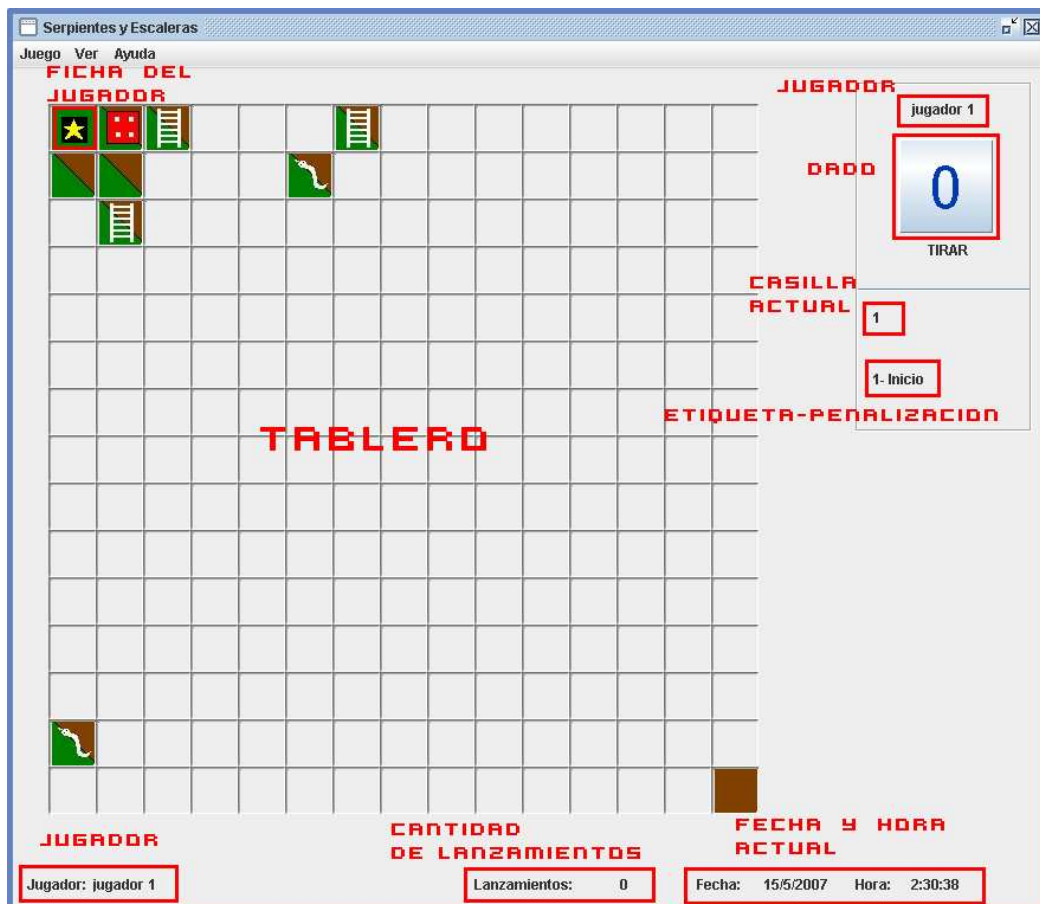 Serpientes y Escaleras
Juego Ver Ayuda
FICHA DEL
JUGADOR
JUGADOR
jugador 1
DADO
0
TIRAR
CASILLA
ACTUAL
1
1- Inicio
ETIQUETA-PENALIZACION
TABLERO
JUGADOR
CANTIDAD
DE LANZAMIENTOS
FECHA Y HORA
ACTUAL
Jugador: jugador 1
Lanzamientos: 0
Fecha: 15/5/2007 Hora: 2:30:38